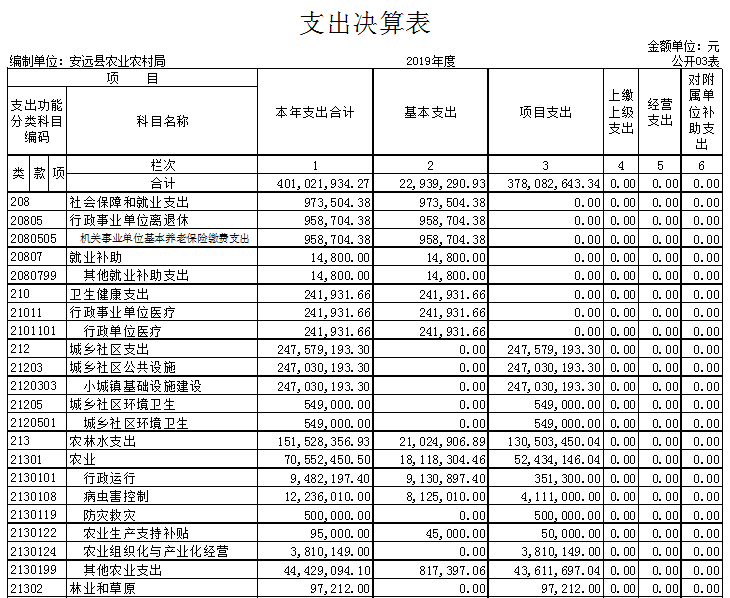 支出决算表
金额单位：元
编制单位：安远县农业农村局 2019年度 公开03表
项 目 本年支出合计 基本支出 项目支出 上缴上级支出 经营支出 对附属单位补助支出
支出功能分类科目编码 科目名称
类 款 项 栏次 1 2 3 4 5 6
合计 401,021,934.27 22,939,290.93 378,082,643.34 0.00 0.00 0.00
208 社会保障和就业支出 973,504.38 973,504.38 0.00 0.00 0.00 0.00
20805 行政事业单位离退休 958,704.38 958,704.38 0.00 0.00 0.00 0.00
2080505 机关事业单位基本养老保险缴费支出 958,704.38 958,704.38 0.00 0.00 0.00 0.00
20807 就业补助 14,800.00 14,800.00 0.00 0.00 0.00 0.00
2080799 其他就业补助支出 14,800.00 14,800.00 0.00 0.00 0.00 0.00
210 卫生健康支出 241,931.66 241,931.66 0.00 0.00 0.00 0.00
21011 行政事业单位医疗 241,931.66 241,931.66 0.00 0.00 0.00 0.00
2101101 行政单位医疗 241,931.66 241,931.66 0.00 0.00 0.00 0.00
212 城乡社区支出 247,579,193.30 0.00 247,579,193.30 0.00 0.00 0.00
21203 城乡社区公共设施 247,030,193.30 0.00 247,030,193.30 0.00 0.00 0.00
2120303 小城镇基础设施建设 247,030,193.30 0.00 247,030,193.30 0.00 0.00 0.00
21205 城乡社区环境卫生 549,000.00 0.00 549,000.00 0.00 0.00 0.00
2120501 城乡社区环境卫生 549,000.00 0.00 549,000.00 0.00 0.00 0.00
213 农林水支出 151,528,356.93 21,024,906.89 130,503,450.04 0.00 0.00 0.00
21301 农业 70,552,450.50 18,118,304.46 52,434,146.04 0.00 0.00 0.00
2130101 行政运行 9,482,197.40 9,130,897.40 351,300.00 0.00 0.00 0.00
2130108 病虫害控制 12,236,010.00 8,125,010.00 4,111,000.00 0.00 0.00 0.00
2130119 防灾救灾 500,000.00 0.00 500,000.00 0.00 0.00 0.00
2130122 农业生产支持补贴 95,000.00 45,000.00 50,000.00 0.00 0.00 0.00
2130124 农业组织化与产业化经营 3,810,149.00 0.00 3,810,149.00 0.00 0.00 0.00
2130199 其他农业支出 44,429,094.10 817,397.06 43,611,697.04 0.00 0.00 0.00
21302 林业和草原 97,212.00 0.00 97,212.00 0.00 0.00 0.00